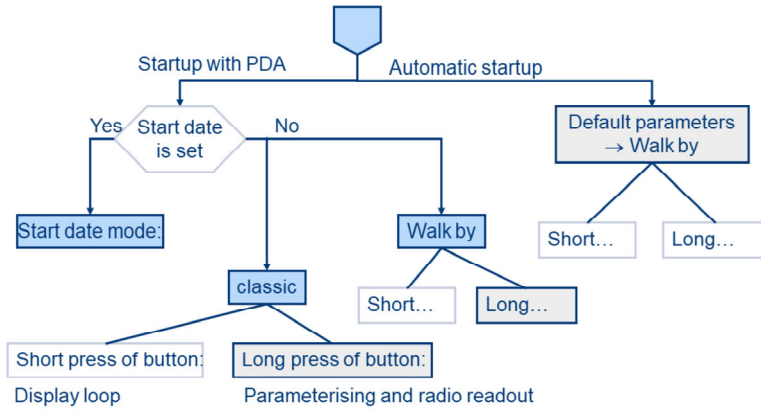 Startup with PDA
Automatic startup
Yes
Start date
is set
No
Default parameters
→ Walk by
Start date mode:
Walk by
Short…
Long…
classic
Short…
Long…
Short press of button:
Long press of button:
Display loop
Parameterising and radio readout